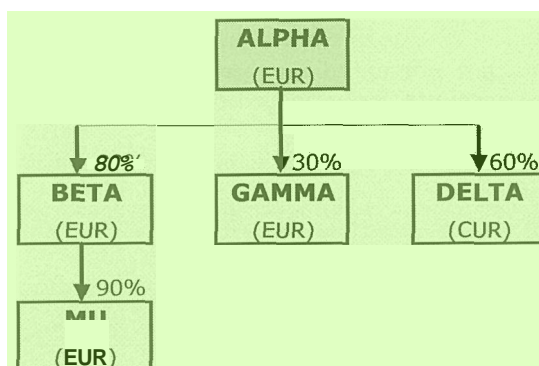 ALPHA
(EUR)
80%'
30%
60%
BETA
GAMMA
DELTA
(EUR)
(EUR)
(CUR)
90%
(EUR)